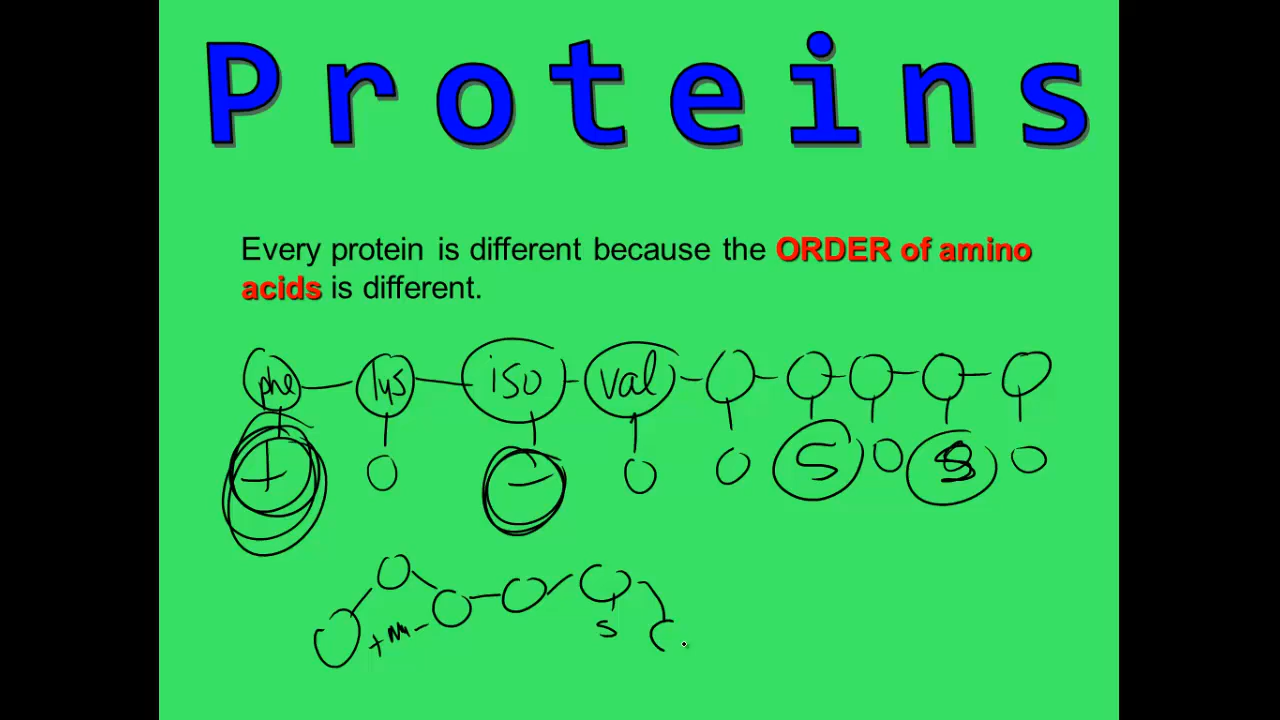 Proteins
Every protein is different because the ORDER of amino
acids is different.
phe lys iso val
+ - S S
+ -
S